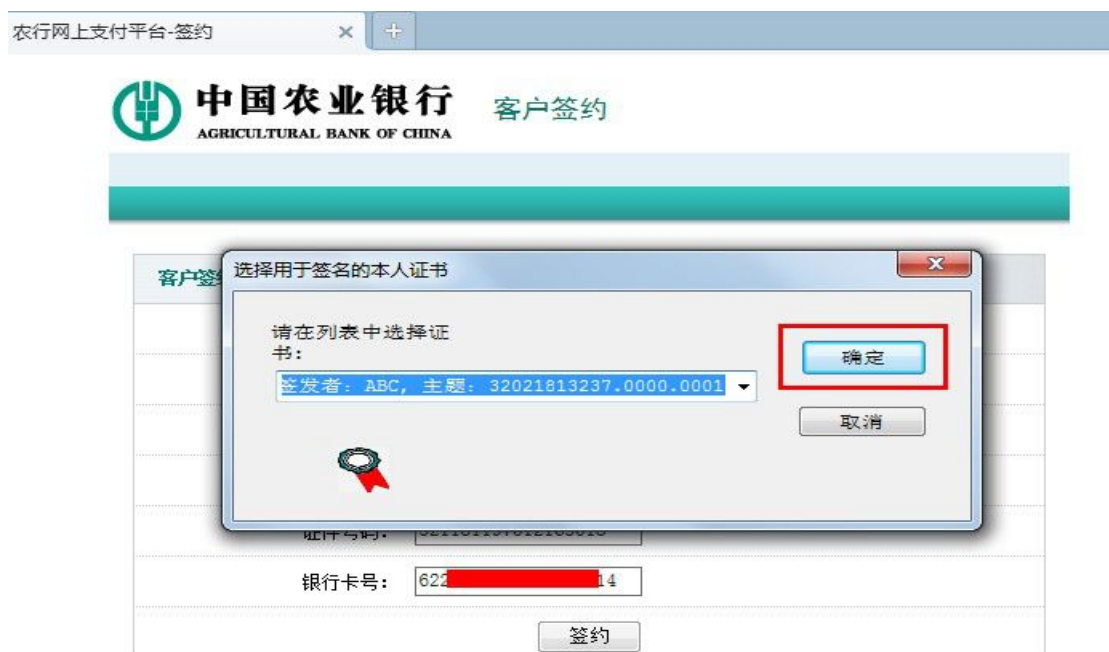 农行网上支付平台-签约
中国农业银行
AGRICULTURAL BANK OF CHINA
客户签约
客户签
选择用于签名的本人证书
请在列表中选择证
书:
签发者: ABC, 主题: 32021813237.0000.0001
确定
取消
证件号码:
银行卡号: 622 14
签约